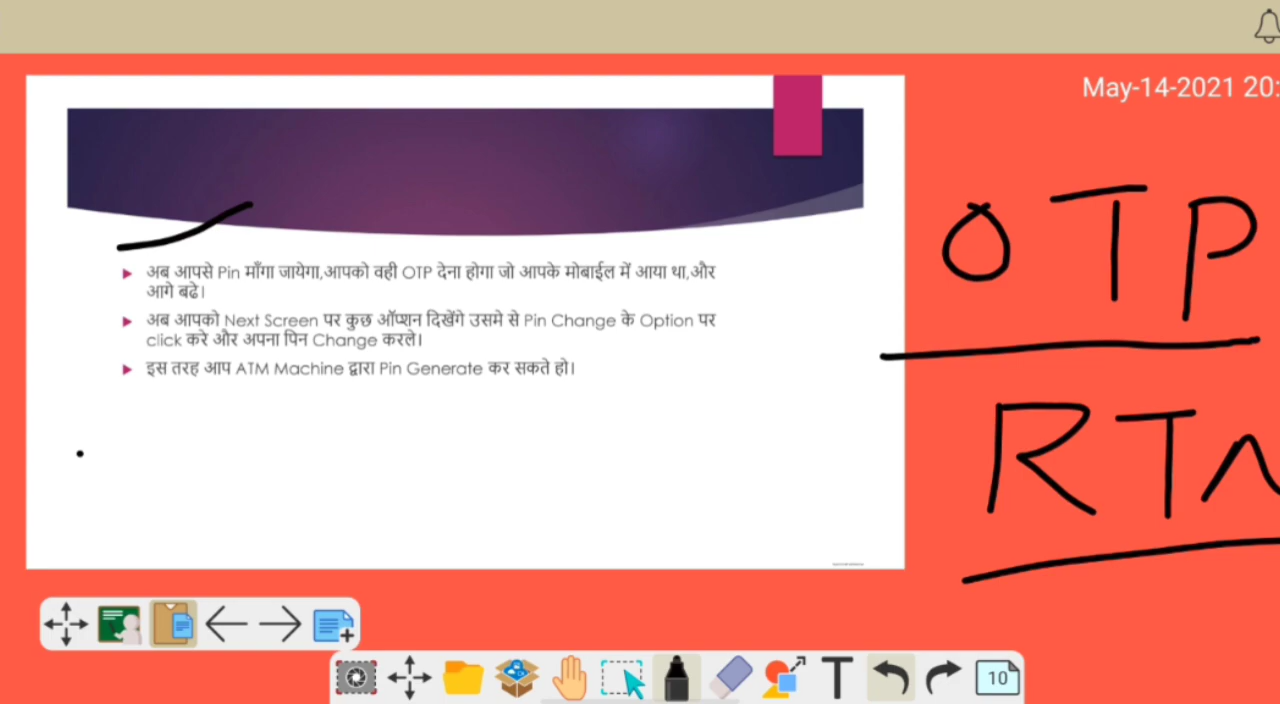 May-14-2021 20:
अब आपसे Pin माँगा जायेगा,आपको वही OTP देना होगा जो आपके मोबाईल में आया था,और
आगे बढे।
अब आपको Next Screen पर कुछ ऑप्शन दिखेंगे उसमे से Pin Change के Option पर
click करे और अपना पिन Change करले।
इस तरह आप ATM Machine द्वारा Pin Generate कर सकते हो।
OTP
RT
T
10